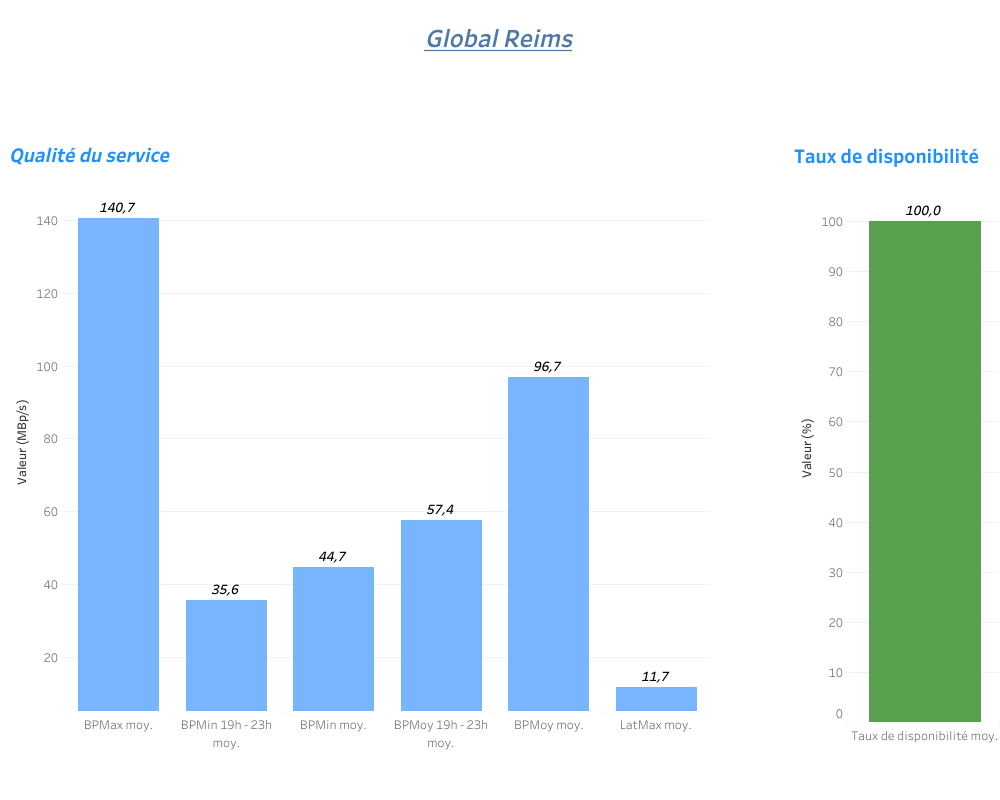 Global Reims
Qualité du service
Taux de disponibilité
Valeur (MBp/s)
140
120
100
80
60
40
20
140,7
35,6
44,7
57,4
96,7
11,7
BPMax moy.
BPMin 19h - 23h
moy.
BPMin moy.
BPMoy 19h - 23h
moy.
BPMoy moy.
LatMax moy.
Valeur (%)
100
90
80
70
60
50
40
30
20
10
0
100,0
Taux de disponibilité moy.